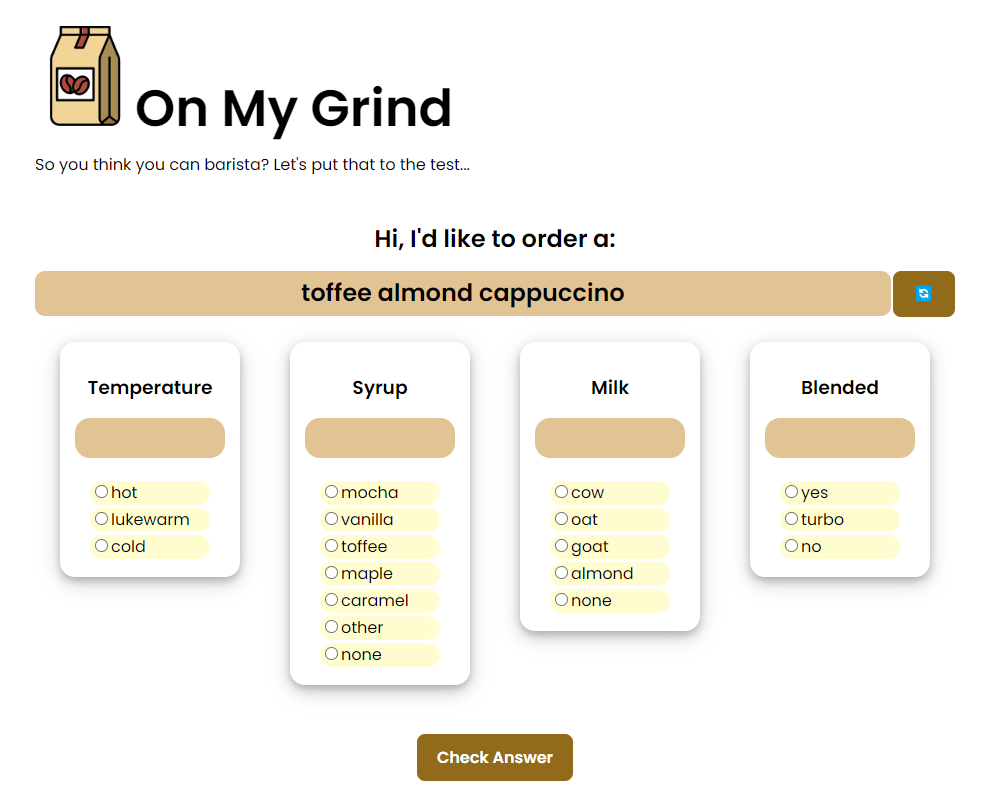 On My Grind
So you think you can barista? Let's put that to the test...
Hi, I'd like to order a:
toffee almond cappuccino
Temperature
hot
lukewarm
cold
Syrup
mocha
vanilla
toffee
maple
caramel
other
none
Milk
cow
oat
goat
almond
none
Blended
yes
turbo
no
Check Answer